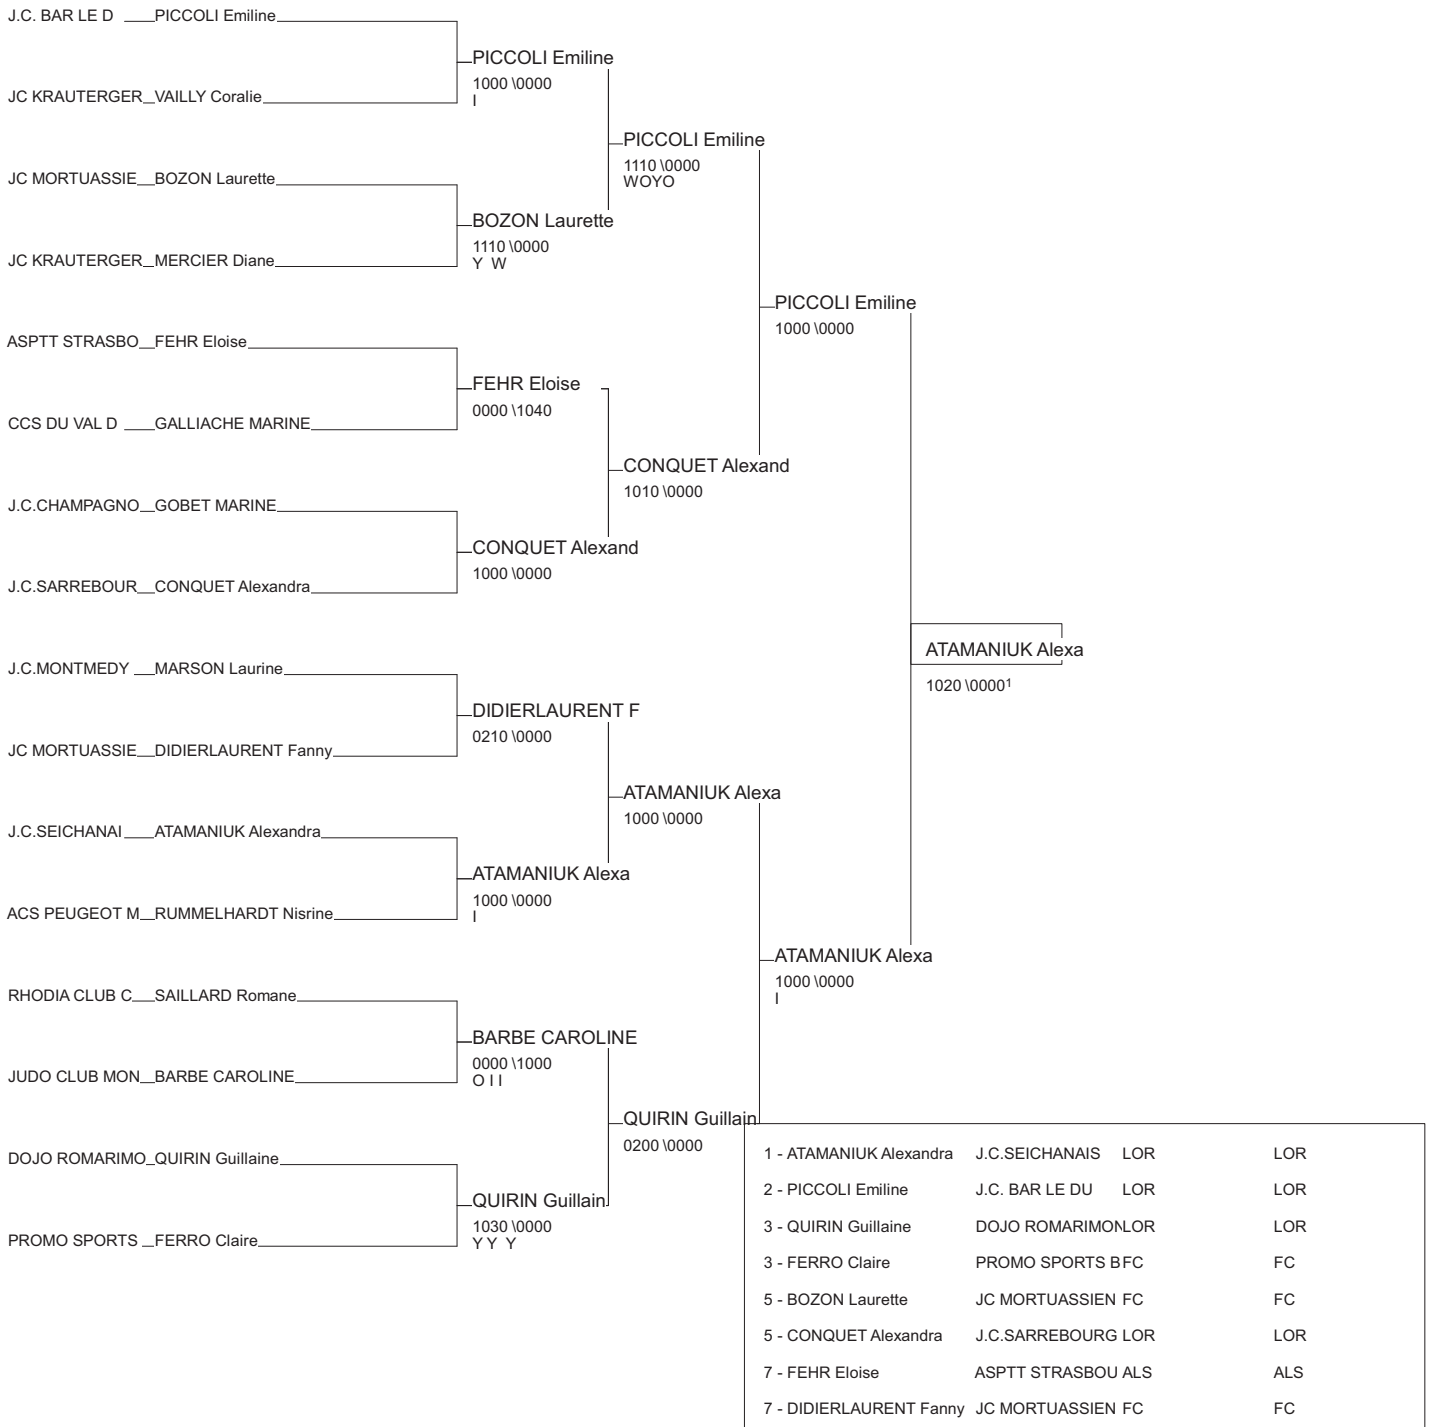 J.C. BAR LE D PICCOLI Emiline
PICCOLI Emiline
1000 \0000
I
JC KRAUTERGER VAILLY Coralie
PICCOLI Emiline
1110 \0000
WOYO
JC MORTUASSIE BOZON Laurette
BOZON Laurette
1110 \0000
Y W
JC KRAUTERGER MERCIER Diane
PICCOLI Emiline
1000 \0000
ASPTT STRASBO FEHR Eloise
FEHR Eloise
0000 \1040
CCS DU VAL D GALLIACHE MARINE
CONQUET Alexand
1010 \0000
J.C.CHAMPAGNO GOBET MARINE
CONQUET Alexand
1000 \0000
J.C.SARREBOUR CONQUET Alexandra
ATAMANIUK Alexa
1020 \0000¹
J.C.MONTMEDY MARSON Laurine
DIDIERLAURENT F
0210 \0000
JC MORTUASSIE DIDIERLAURENT Fanny
ATAMANIUK Alexa
1000 \0000
J.C.SEICHANAI ATAMANIUK Alexandra
ATAMANIUK Alexa
1000 \0000
I
ACS PEUGEOT M RUMMELHARDT Nisrine
ATAMANIUK Alexa
1000 \0000
I
RHODIA CLUB C SAILLARD Romane
BARBE CAROLINE
0000 \1000
O I I
JUDO CLUB MON BARBE CAROLINE
QUIRIN Guillain
0200 \0000
DOJO ROMARIMO QUIRIN Guillaine
QUIRIN Guillain
1030 \0000
Y Y Y
PROMO SPORTS FERRO Claire
1 - ATAMANIUK Alexandra J.C.SEICHANAIS LOR LOR
2 - PICCOLI Emiline J.C. BAR LE DU LOR LOR
3 - QUIRIN Guillaine DOJO ROMARIMON LOR LOR
3 - FERRO Claire PROMO SPORTS B FC FC
5 - BOZON Laurette JC MORTUASSIEN FC FC
5 - CONQUET Alexandra J.C.SARREBOURG LOR LOR
7 - FEHR Eloise ASPTT STRASBOU ALS ALS
7 - DIDIERLAURENT Fanny JC MORTUASSIEN FC FC